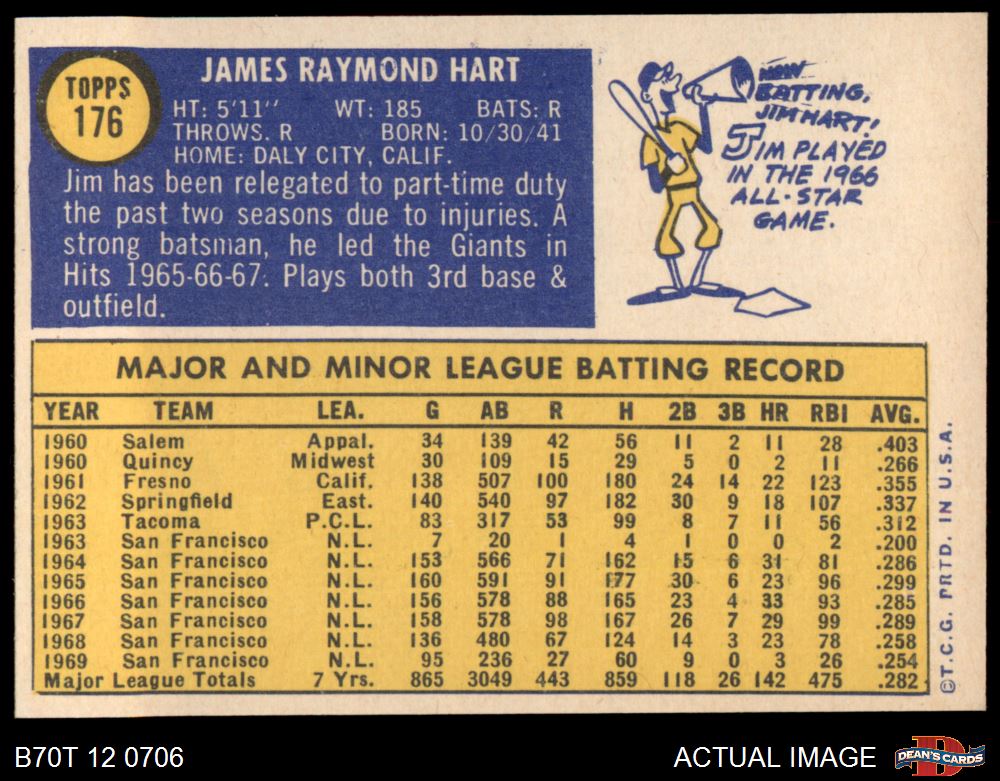 TOPPS
176
JAMES RAYMOND HART
HT: 5'11" WT: 185 BATS: R
THROWS. R BORN: 10/30/41
HOME: DALY CITY, CALIF.
Jim has been relegated to part-time duty
the past two seasons due to injuries. A
strong batsman, he led the Giants in
Hits 1965-66-67. Plays both 3rd base &
outfield.
NOW
BATTING,
JIM HART!
JIM PLAYED
IN THE 1966
ALL-STAR
GAME.
MAJOR AND MINOR LEAGUE BATTING RECORD
YEAR TEAM LEA. G AB R H 2B 3B HR RBI AVG.
1960 Salem Appal. 34 139 42 56 11 2 11 28 .403
1960 Quincy Midwest 30 109 15 29 5 0 2 11 .266
1961 Fresno Calif. 138 507 100 180 24 14 22 123 .355
1962 Springfield East. 140 540 97 182 30 9 18 107 .337
1963 Tacoma P.C.L. 83 317 53 99 8 7 11 56 .312
1963 San Francisco N.L. 7 20 1 4 1 0 0 2 .200
1964 San Francisco N.L. 153 566 71 162 15 6 31 81 .286
1965 San Francisco N.L. 160 591 91 177 30 6 23 96 .299
1966 San Francisco N.L. 156 578 88 165 23 4 33 93 .285
1967 San Francisco N.L. 158 578 98 167 26 7 29 99 .289
1968 San Francisco N.L. 136 480 67 124 14 3 23 78 .258
1969 San Francisco N.L. 95 236 27 60 9 0 3 26 .254
Major League Totals 7 Yrs. 865 3049 443 859 118 26 142 475 .282
©T.C.G. PRTD. IN U.S.A.
B70T 12 0706
ACTUAL IMAGE
DEAN'S CARDS